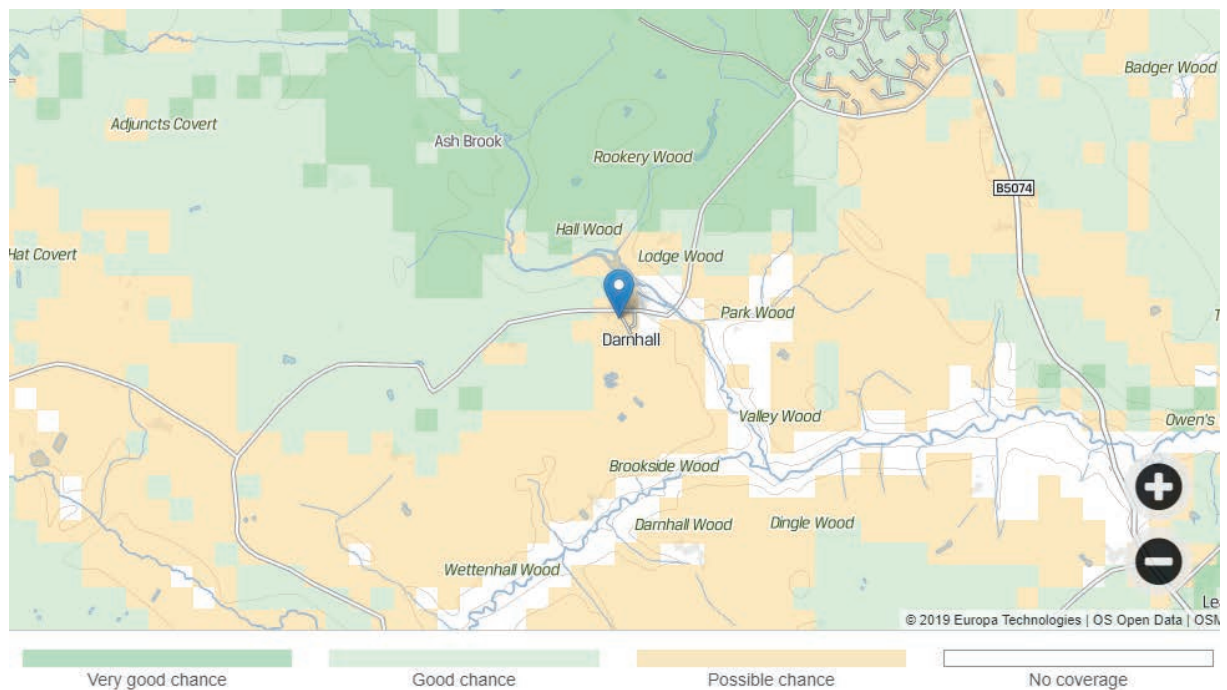 Badger Wood
Adjuncts Covert
Ash Brook
Rookery Wood
B5074
Hall Wood
Hat Covert
Lodge Wood
Park Wood
T
Darnhall
Valley Wood
Owen's
Brookside Wood
Darnhall Wood
Dingle Wood
Wettenhall Wood
Le
© 2019 Europa Technologies | OS Open Data | OSM
Very good chance Good chance Possible chance No coverage